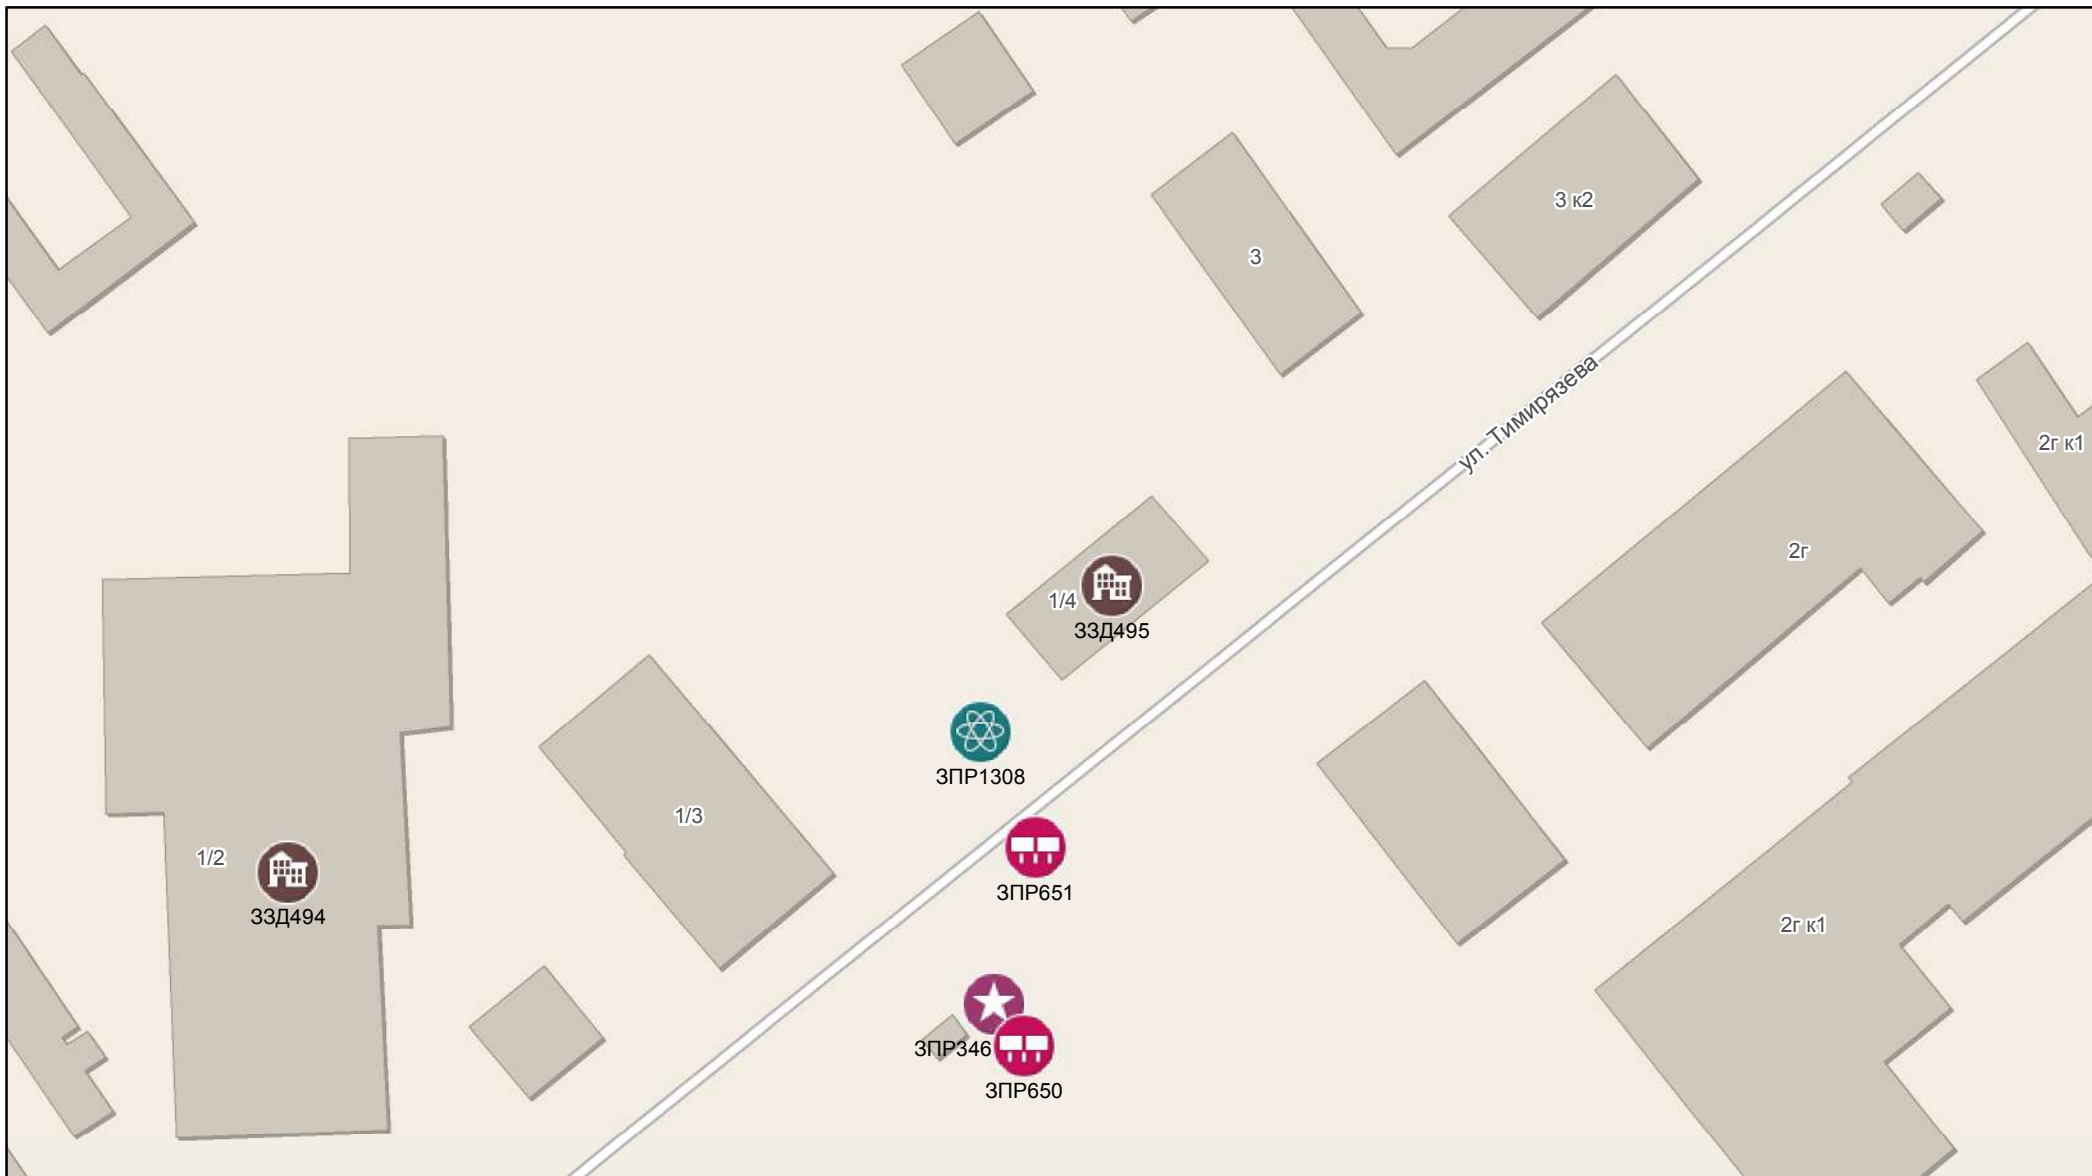 3 к2
3
ул. Тимирязева
2г к1
2г
1/4
ЗЗД495
ЗПР1308
1/3
1/2
ЗПР651
ЗЗД494
2г к1
ЗПР346
ЗПР650